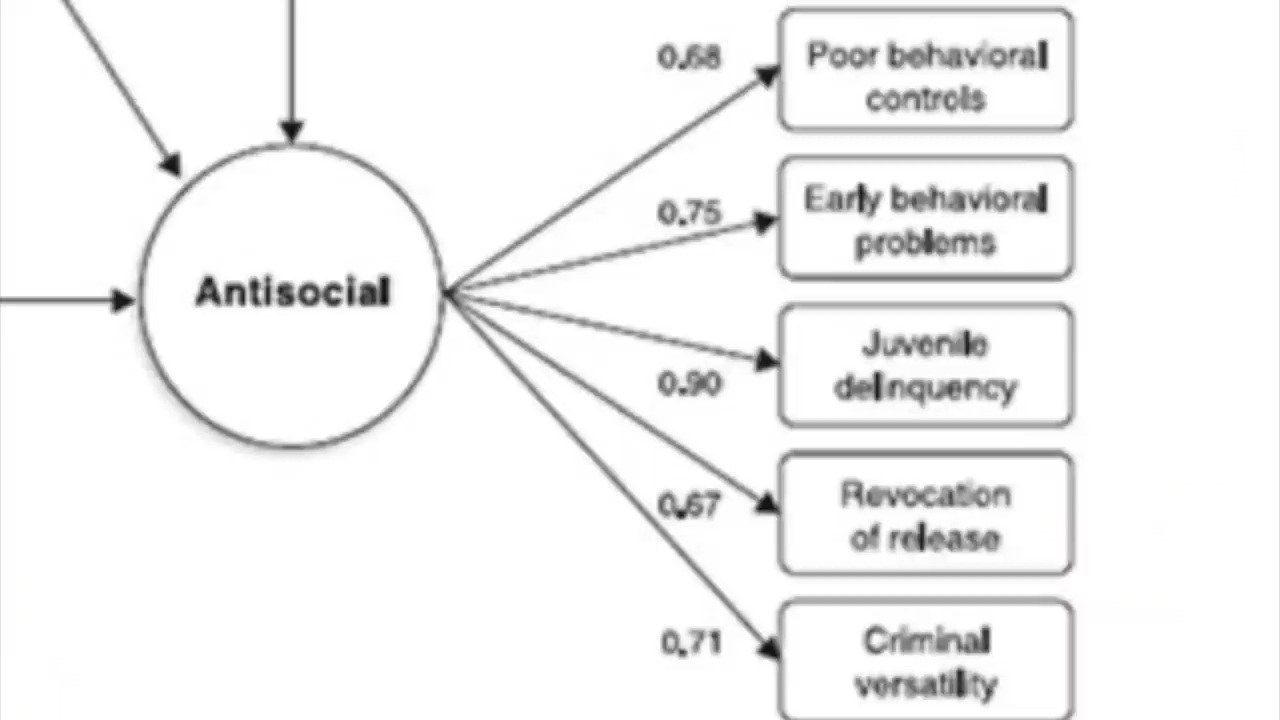 0.68
Poor behavioral
controls
0.75
Early behavioral
problems
Antisocial
Juvenile
delinquency
0.90
Revocation
of release
0.67
Criminal
versatility
0.71